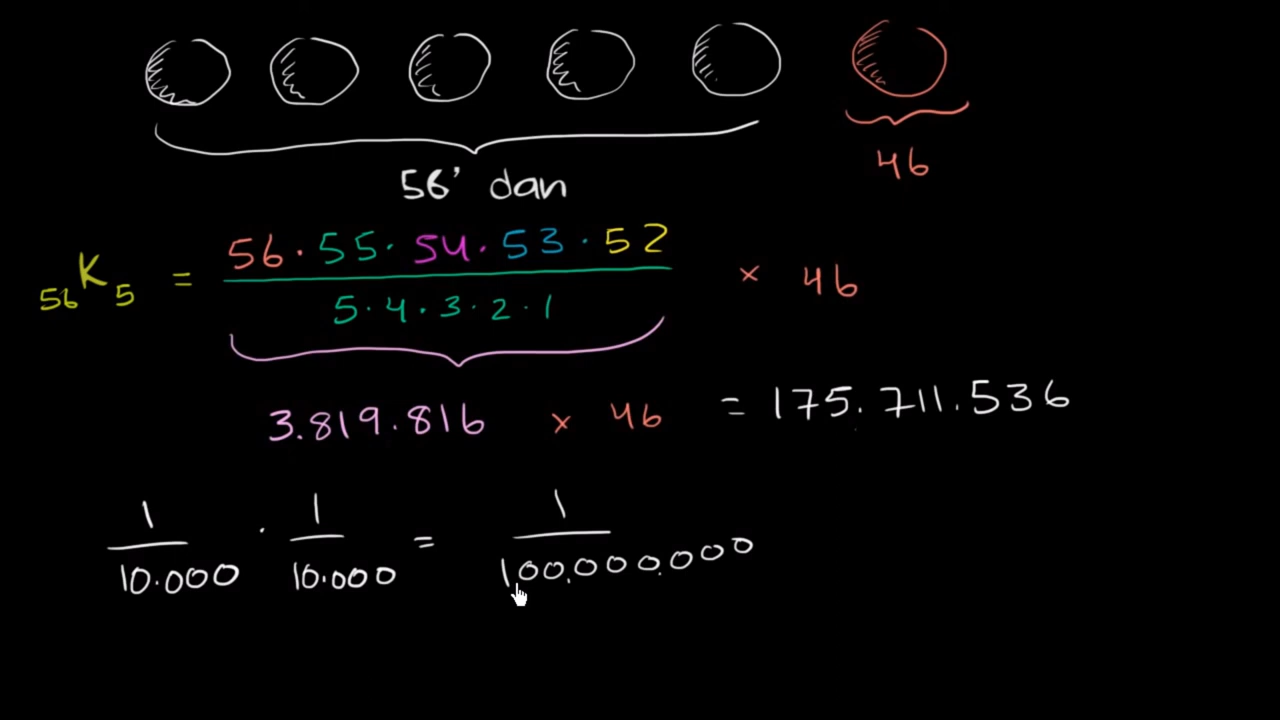 46
56' dan
56K5 = 56 · 55 · 54 · 53 · 52 / 5 · 4 · 3 · 2 · 1 × 46
3.819.816 × 46 = 175.711.536
1/10.000 · 1/10.000 = 1/100.000.000